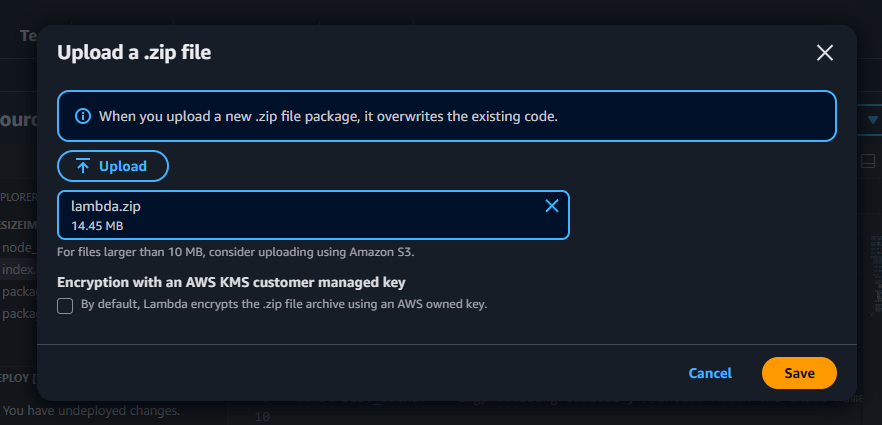 Te
Upload a .zip file
When you upload a new .zip file package, it overwrites the existing code.
ourc
Upload
PLORER
lambda.zip
ESIZEIM
14.45 MB
node_
For files larger than 10 MB, consider uploading using Amazon S3.
index.
Encryption with an AWS KMS customer managed key
packa
By default, Lambda encrypts the .zip file archive using an AWS owned key.
packa
Cancel
Save
EPLOY [
You have undeployed changes.
10